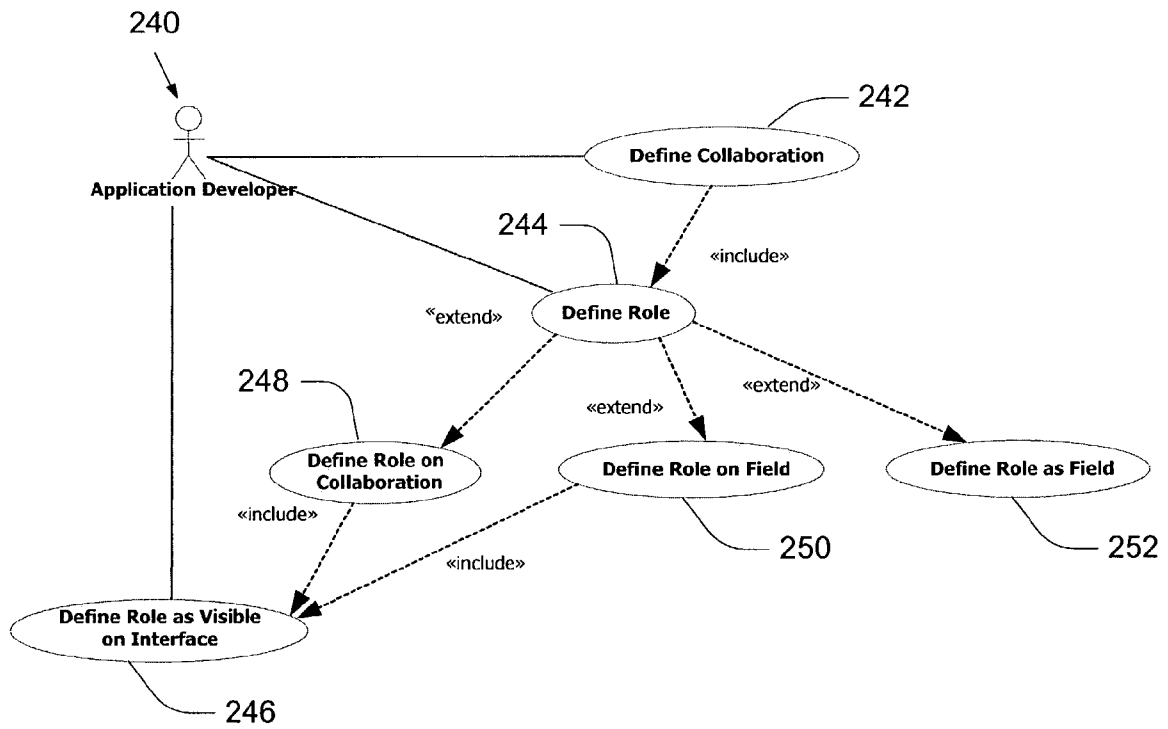 240
242
Define Collaboration
Application Developer
244
«include»
Define Role
«extend»
248
«extend»
«extend»
Define Role on
Collaboration
Define Role on Field
Define Role as Field
«include»
250
252
«include»
Define Role as Visible
on Interface
246